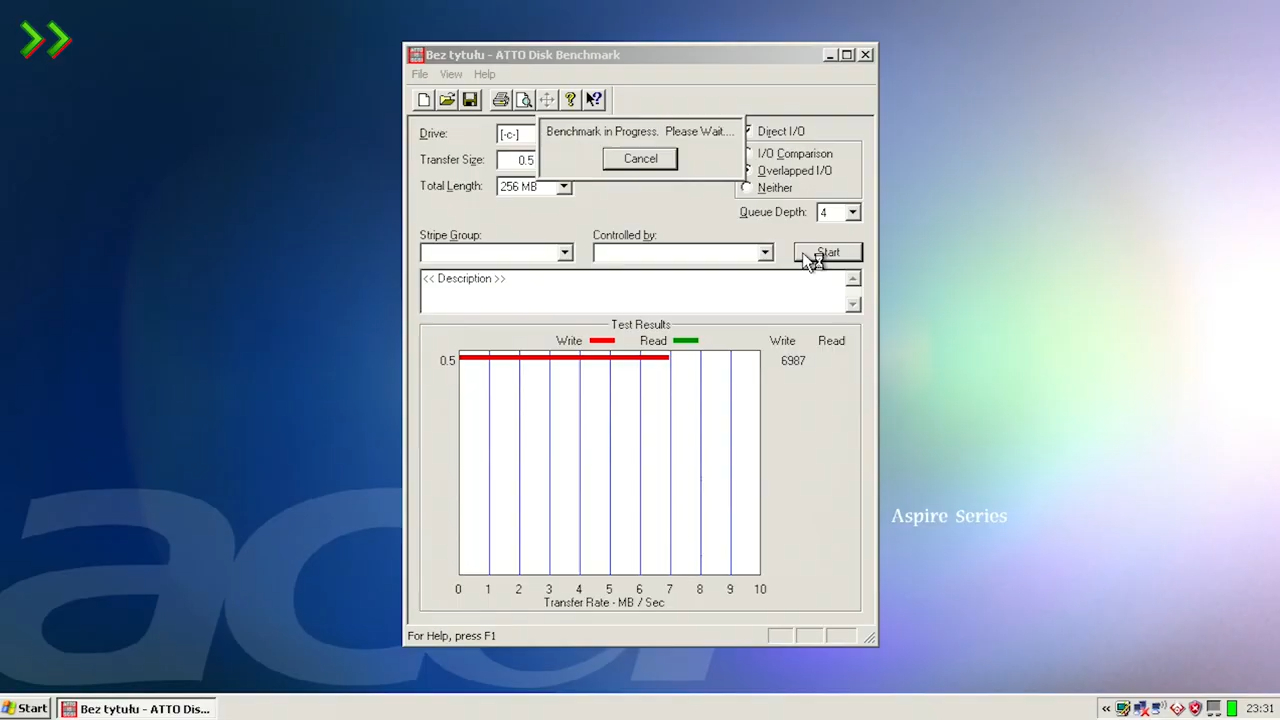 Bez tytułu - ATTO Disk Benchmark
File View Help
Drive: [-c-]
Benchmark in Progress. Please Wait....
Cancel
Direct I/O
Transfer Size: 0.5
I/O Comparison
Overlapped I/O
Total Length: 256 MB
Neither
Queue Depth: 4
Stripe Group:
Controlled by:
Start
<< Description >>
Test Results
Write Read Write Read
0.5 6987
0 1 2 3 4 5 6 7 8 9 10
Transfer Rate - MB / Sec
For Help, press F1
acer
Aspire Series
Start
Bez tytułu - ATTO Dis...
23:31